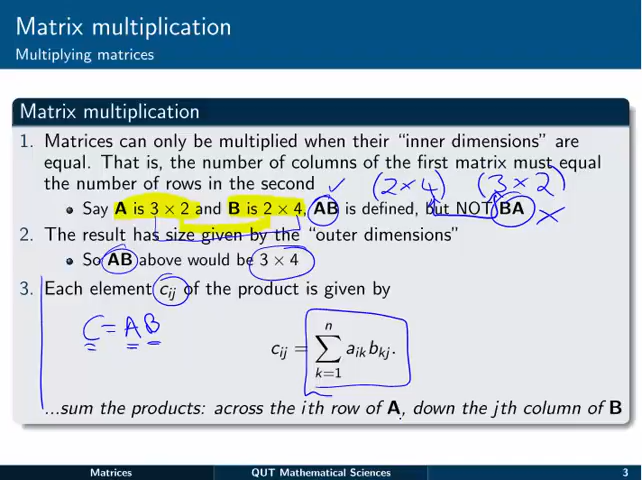 Matrix multiplication
Multiplying matrices
Matrix multiplication
1. Matrices can only be multiplied when their “inner dimensions” are
equal. That is, the number of columns of the first matrix must equal
the number of rows in the second ✓ (2×4) (3×2)
• Say A is 3 × 2 and B is 2 × 4, AB is defined, but NOT BA ×
2. The result has size given by the “outer dimensions”
• So AB above would be 3 × 4
3. Each element cᵢⱼ of the product is given by
C = A B
cᵢⱼ = ∑ₖ₌₁ⁿ aᵢₖbₖⱼ.
...sum the products: across the ith row of A, down the jth column of B
Matrices QUT Mathematical Sciences 3